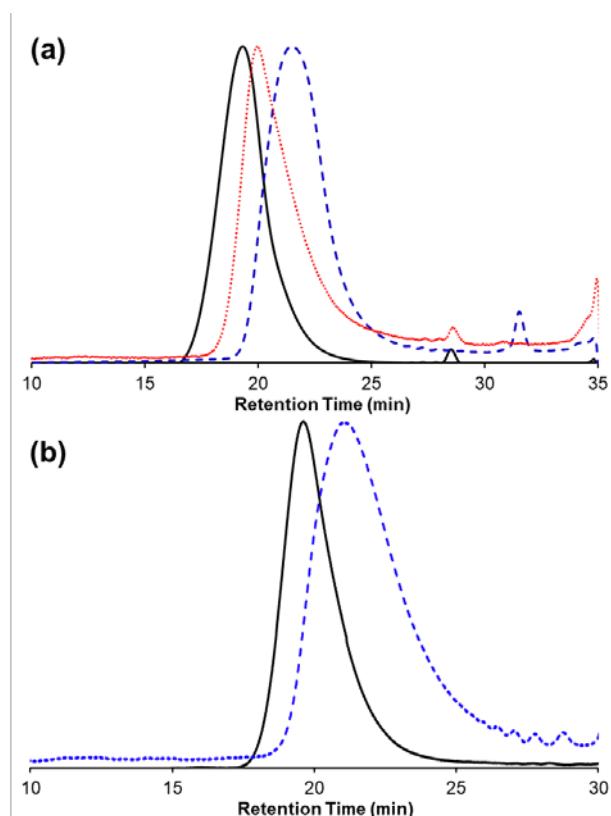 (a)
10 15 20 25 30 35
Retention Time (min)
(b)
10 15 20 25 30
Retention Time (min)